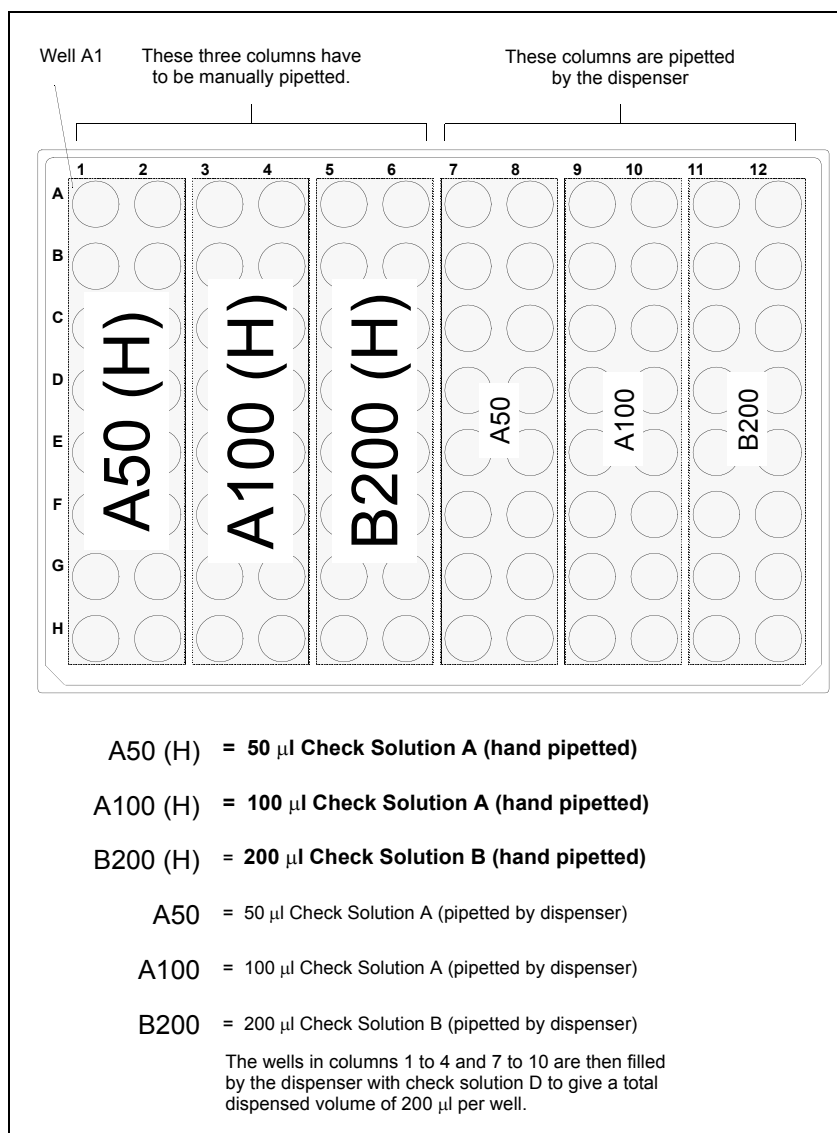 Well A1
These three columns have
to be manually pipetted.
These columns are pipetted
by the dispenser
1 2 3 4 5 6 7 8 9 10 11 12
A
B
C
D
E
F
G
H
A50 (H)
A100 (H)
B200 (H)
A50
A100
B200
A50 (H) = 50 μl Check Solution A (hand pipetted)
A100 (H) = 100 μl Check Solution A (hand pipetted)
B200 (H) = 200 μl Check Solution B (hand pipetted)
A50 = 50 μl Check Solution A (pipetted by dispenser)
A100 = 100 μl Check Solution A (pipetted by dispenser)
B200 = 200 μl Check Solution B (pipetted by dispenser)
The wells in columns 1 to 4 and 7 to 10 are then filled
by the dispenser with check solution D to give a total
dispensed volume of 200 μl per well.